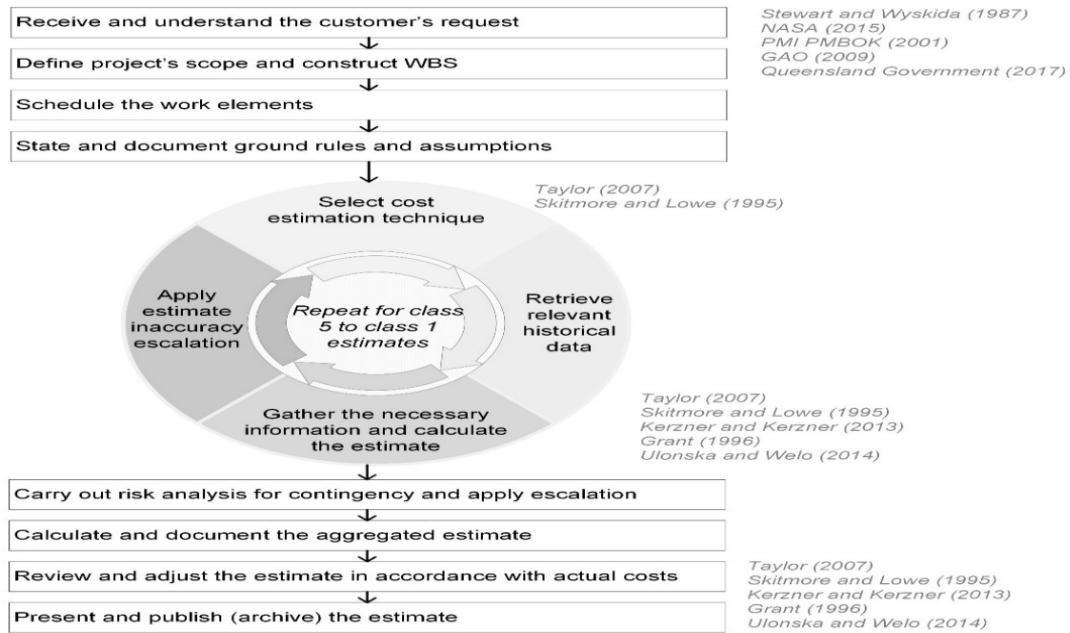 Receive and understand the customer's request
Stewart and Wyskida (1987)
NASA (2015)
PMI PMBOK (2001)
GAO (2009)
Queensland Government (2017)
Define project's scope and construct WBS
Schedule the work elements
State and document ground rules and assumptions
Select cost
estimation technique
Taylor (2007)
Skitmore and Lowe (1995)
Apply
estimate
inaccuracy
escalation
Repeat for class
5 to class 1
estimates
Retrieve
relevant
historical
data
Gather the necessary
information and calculate
the estimate
Taylor (2007)
Skitmore and Lowe (1995)
Kerzner and Kerzner (2013)
Grant (1996)
Ulonska and Welo (2014)
Carry out risk analysis for contingency and apply escalation
Calculate and document the aggregated estimate
Review and adjust the estimate in accordance with actual costs
Present and publish (archive) the estimate
Taylor (2007)
Skitmore and Lowe (1995)
Kerzner and Kerzner (2013)
Grant (1996)
Ulonska and Welo (2014)